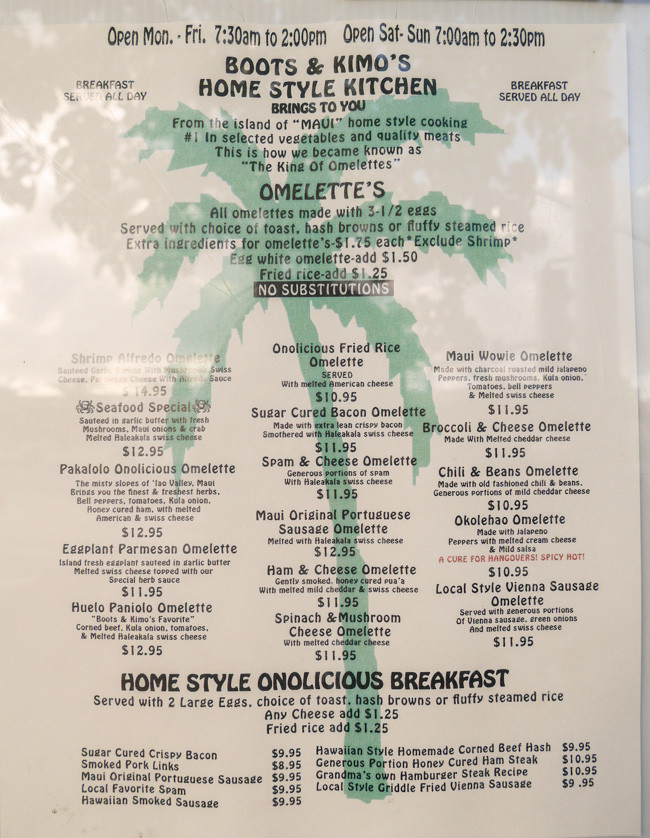 Open Mon. - Fri. 7:30am to 2:00pm Open Sat- Sun 7:00am to 2:30pm
BOOTS & KIMO'S
HOME STYLE KITCHEN
BREAKFAST
SERVED ALL DAY
BREAKFAST
SERVED ALL DAY
BRINGS TO YOU
From the island of "MAUI" home style cooking
#1 In selected vegetables and quality meats
This is how we became known as
"The King Of Omelettes"
OMELETTE'S
All omelettes made with 3-1/2 eggs
Served with choice of toast, hash browns or fluffy steamed rice
Extra ingredients for omelette's-$1.75 each*Exclude Shrimp*
Egg white omelette-add $1.50
Fried rice-add $1.25
NO SUBSTITUTIONS
Shrimp Alfredo Omelette
Sauteed Garlic Shrimp With Mushroom, Swiss
Cheese, Parmesan Cheese With Alfredo Sauce
$ 14.95
Seafood Special
Sauteed in garlic butter with fresh
Mushrooms, Maui onions & crab
Melted Haleakala swiss cheese
$12.95
Pakalolo Onolicious Omelette
The misty slopes of 'Iao Valley, Maui
Brings you the finest & freshest herbs,
Bell peppers, tomatoes, Kula onion,
Honey cured ham, with melted
American & swiss cheese
$12.95
Eggplant Parmesan Omelette
Island fresh eggplant sauteed in garlic butter
Melted swiss cheese topped with our
Special herb sauce
$11.95
Huelo Paniolo Omelette
"Boots & Kimo's Favorite"
Corned beef, Kula onion, tomatoes,
& Melted Haleakala swiss cheese
$12.95
Onolicious Fried Rice
Omelette
SERVED
With melted American cheese
$10.95
Sugar Cured Bacon Omelette
Made with extra lean crispy bacon
Smothered with Haleakala swiss cheese
$11.95
Spam & Cheese Omelette
Generous portions of spam
With Haleakala swiss cheese
$11.95
Maui Original Portuguese
Sausage Omelette
Melted with Haleakala swiss cheese
$12.95
Ham & Cheese Omelette
Gently smoked, honey cured pua'a
With melted mild cheddar & swiss cheese
$11.95
Spinach & Mushroom
Cheese Omelette
With melted cheddar cheese
$11.95
Maui Wowie Omelette
Made with charcoal roasted mild Jalapeno
Peppers, fresh mushrooms, Kula onion,
Tomatoes, bell peppers
& Melted swiss cheese
$11.95
Broccoli & Cheese Omelette
Made With Melted cheddar cheese
$11.95
Chili & Beans Omelette
Made with old fashioned chili & beans,
Generous portions of mild cheddar cheese
$10.95
Okolehao Omelette
Made with Jalapeno
Peppers with melted cream cheese
& Mild salsa
A CURE FOR HANGOVERS! SPICY HOT!
$10.95
Local Style Vienna Sausage
Omelette
Served with generous portions
Of Vienna sausage, green onions
And melted swiss cheese
$11.95
HOME STYLE ONOLICIOUS BREAKFAST
Served with 2 Large Eggs, choice of toast, hash browns or fluffy steamed rice
Any Cheese add $1.25
Fried rice add $1.25
Sugar Cured Crispy Bacon $9.95
Smoked Pork Links $8.95
Maui Original Portuguese Sausage $9.95
Local Favorite Spam $9.95
Hawaiian Smoked Sausage $9.95
Hawaiian Style Homemade Corned Beef Hash $9.95
Generous Portion Honey Cured Ham Steak $10.95
Grandma's own Hamburger Steak Recipe $10.95
Local Style Griddle Fried Vienna Sausage $9 .95